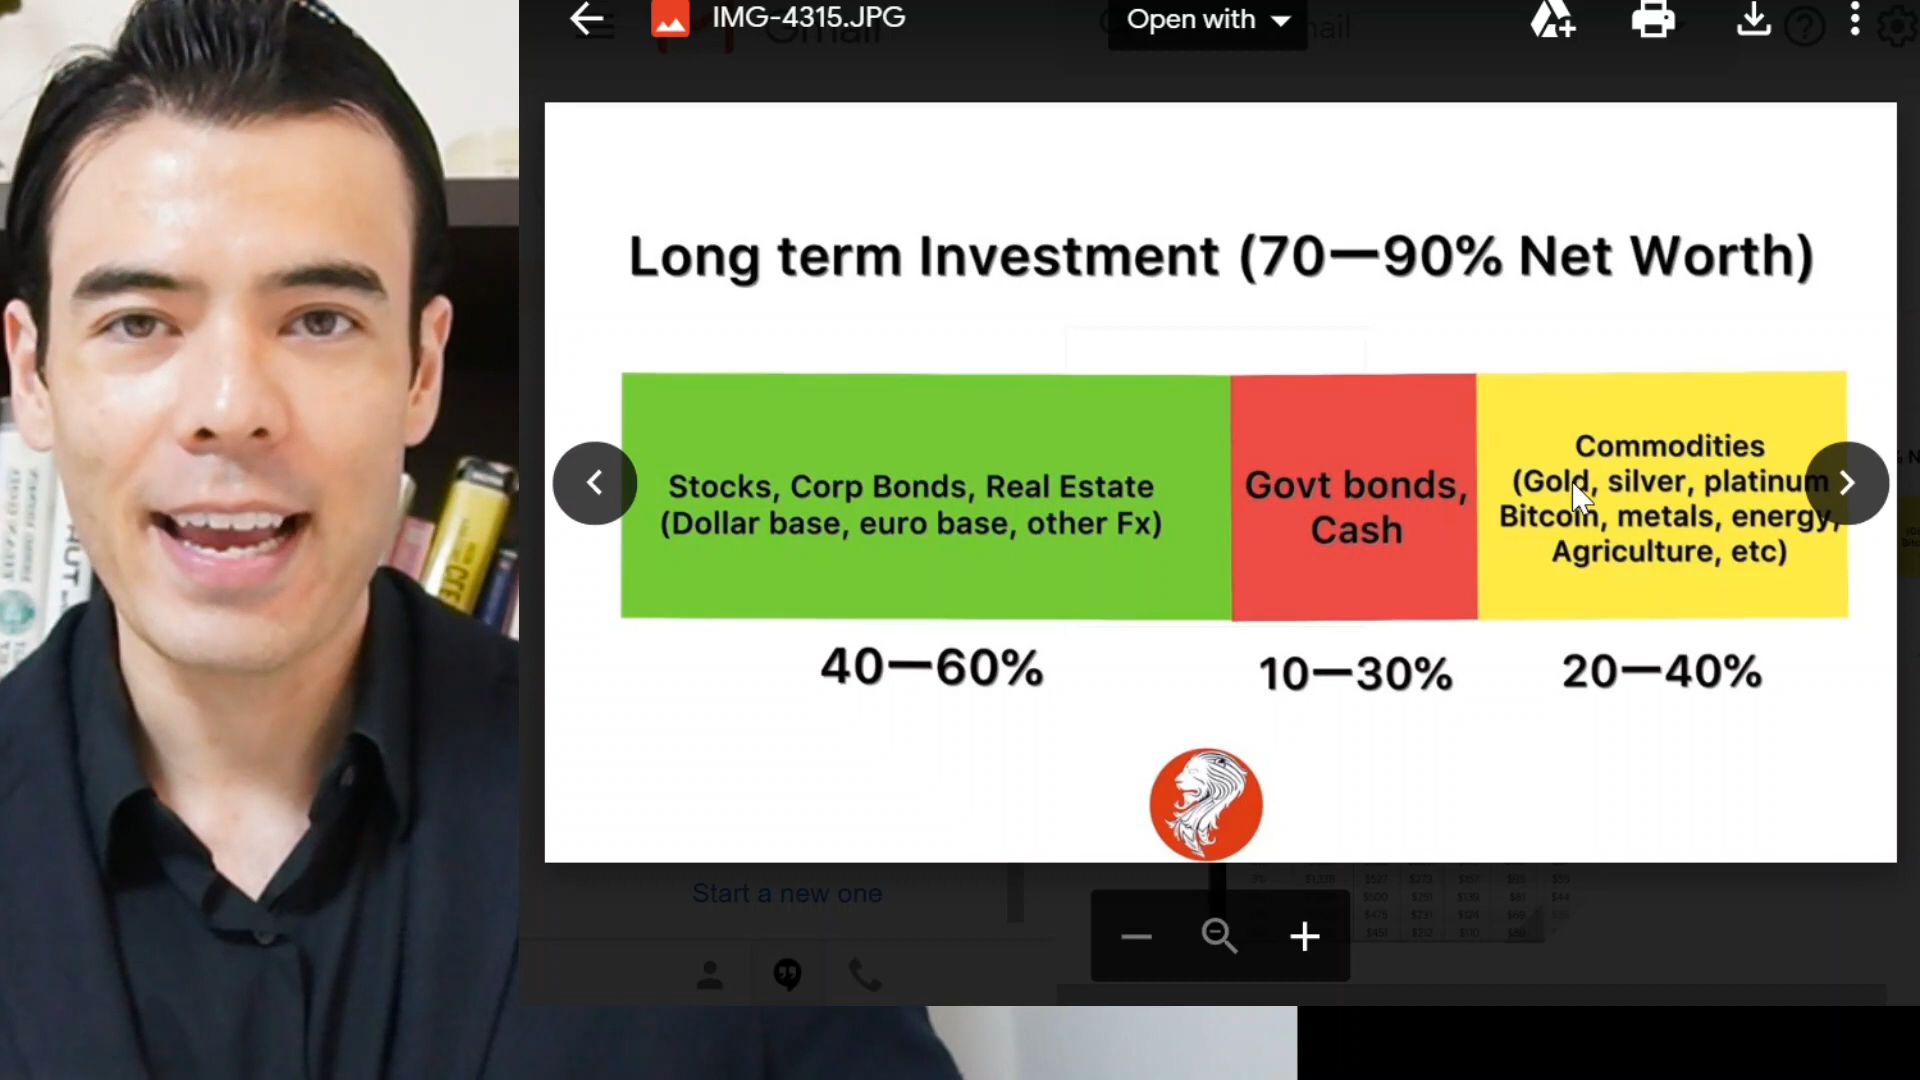 IMG-4315.JPG
Open with
Long term Investment (70—90% Net Worth)
Stocks, Corp Bonds, Real Estate
(Dollar base, euro base, other Fx)
Govt bonds,
Cash
Commodities
(Gold, silver, platinum
Bitcoin, metals, energy,
Agriculture, etc)
40—60%
10—30%
20—40%
Start a new one